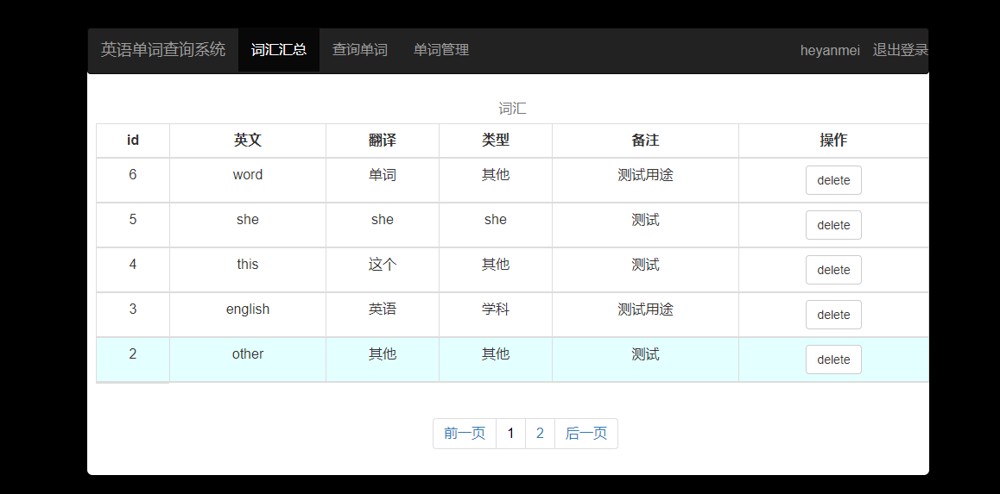 英语单词查询系统 词汇汇总 查询单词 单词管理 heyanmei 退出登录
词汇
id 英文 翻译 类型 备注 操作
6 word 单词 其他 测试用途 delete
5 she she she 测试 delete
4 this 这个 其他 测试 delete
3 english 英语 学科 测试用途 delete
2 other 其他 其他 测试 delete
前一页 1 2 后一页